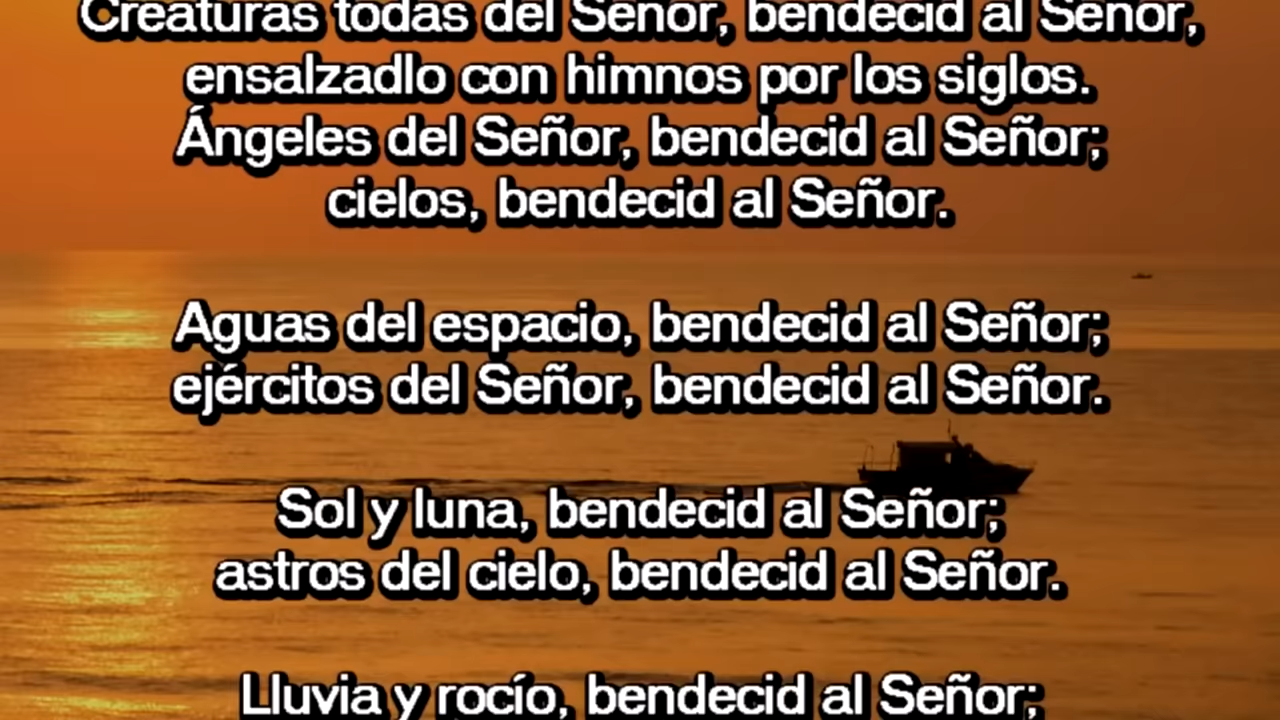 Creaturas todas del Señor, bendecid al Señor,
ensalzadlo con himnos por los siglos.
Ángeles del Señor, bendecid al Señor;
cielos, bendecid al Señor.
Aguas del espacio, bendecid al Señor;
ejércitos del Señor, bendecid al Señor.
Sol y luna, bendecid al Señor;
astros del cielo, bendecid al Señor.
Lluvia y rocío, bendecid al Señor;